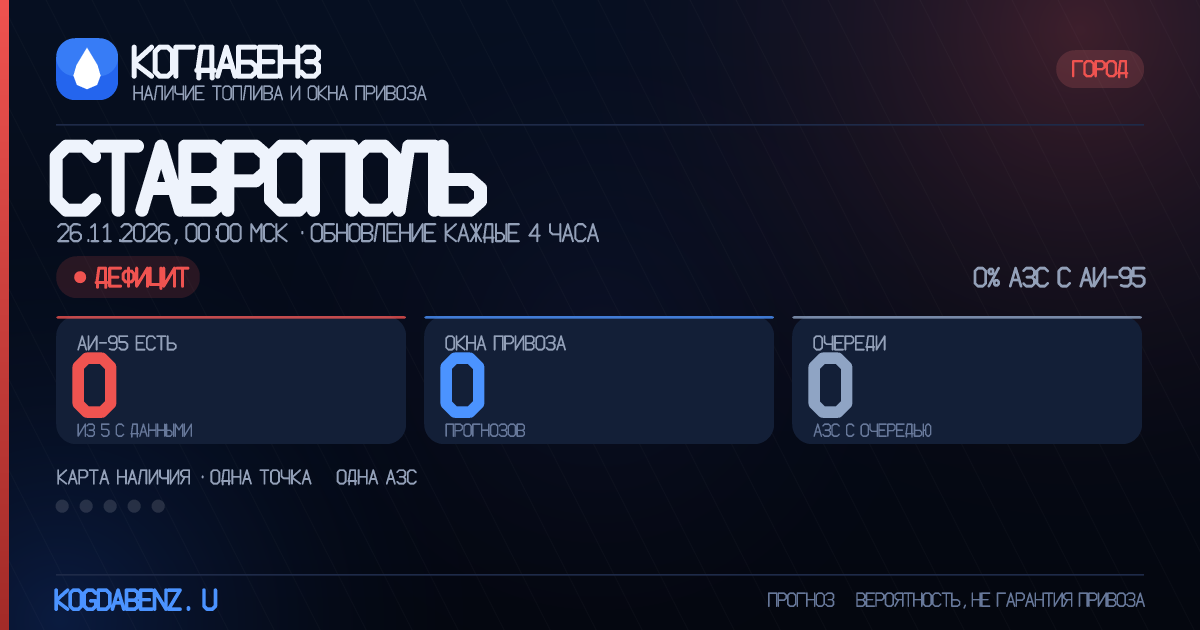 КОГДАБЕНЗ
НАЛИЧИЕ ТОПЛИВА И ОКНА ПРИВОЗА
ГОРОД
СТАВРОПОЛЬ
26.11.2026, 00:00 МСК · ОБНОВЛЕНИЕ КАЖДЫЕ 4 ЧАСА
ДЕФИЦИТ
0% АЗС С АИ-95
АИ-95 ЕСТЬ
0
ИЗ 5 С ДАННЫМИ
ОКНА ПРИВОЗА
0
ПРОГНОЗОВ
ОЧЕРЕДИ
0
АЗС С ОЧЕРЕДЬЮ
КАРТА НАЛИЧИЯ · ОДНА ТОЧКА ОДНА АЗС
KOGDABENZ. U
ПРОГНОЗ ВЕРОЯТНОСТЬ, НЕ ГАРАНТИЯ ПРИВОЗА